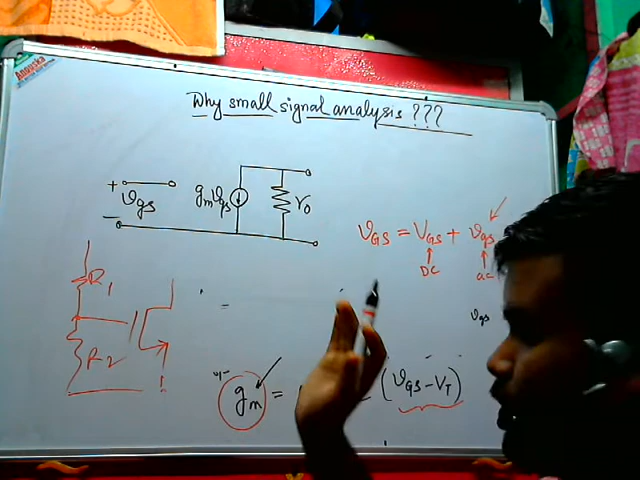 Why small signal analysis ???
+ vgs − gmvgs r0
vGS = VGS + vgs
DC ac
R1
vgs
R2
gm = (vGS − VT)